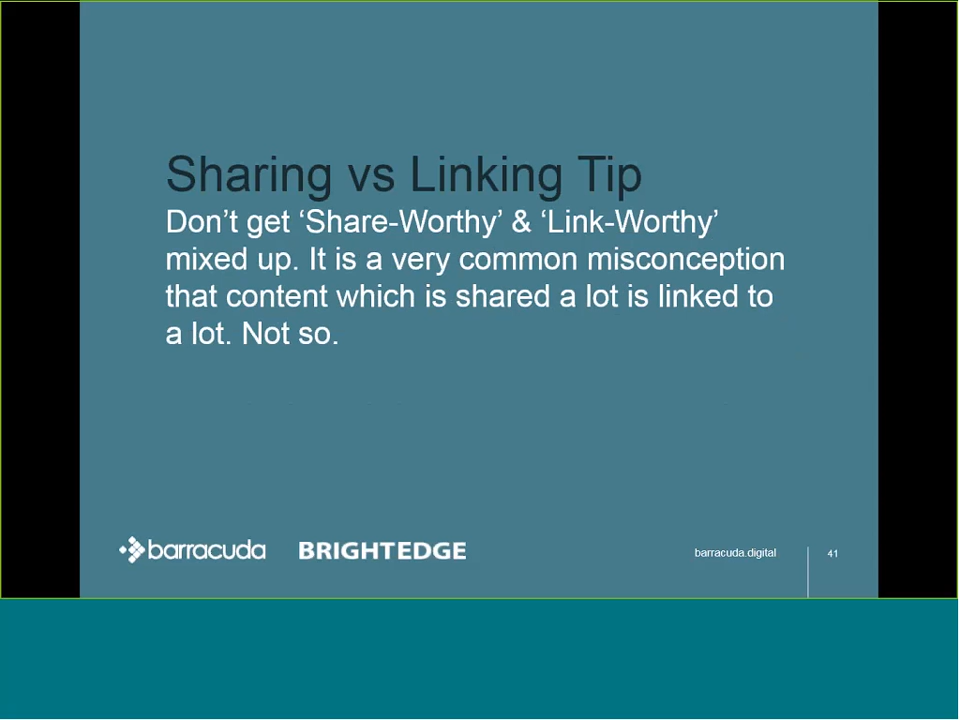 Sharing vs Linking Tip
Don’t get ‘Share-Worthy’ & ‘Link-Worthy’
mixed up. It is a very common misconception
that content which is shared a lot is linked to
a lot. Not so.
barracuda
BRIGHTEDGE
barracuda.digital
41